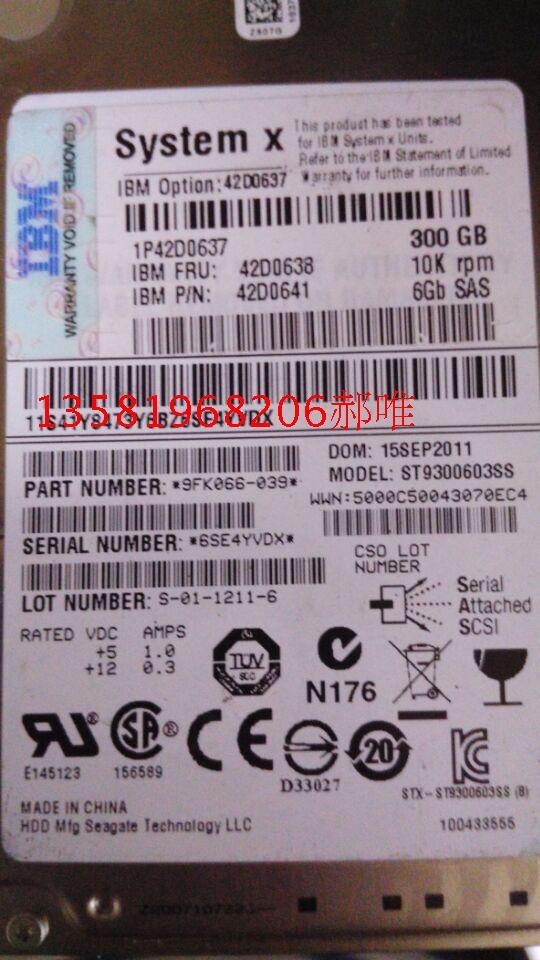 2807G
System x
This product has been tested
for IBM System x Units.
Refer to the IBM Statement of Limited
Warranty for further information.
IBM Option: 42D0637
WARRANTY VOID IF REMOVED
IBM
1P42D0637
300 GB
IBM FRU: 42D0638
10K rpm
IBM P/N: 42D0641
6Gb SAS
13581968206郝唯
DOM: 15SEP2011
MODEL: ST9300603SS
PART NUMBER: *9FK066-039*
WWN:5000C50043070EC4
SERIAL NUMBER: *6SE4YVDX*
CSO LOT
NUMBER
LOT NUMBER: S-01-1211-6
Serial
Attached
SCSI
RATED VDC AMPS
+5 1.0
+12 0.3
TUV
N176
E145123
156589
D33027
20
STX-ST9300603SS (B)
MADE IN CHINA
HDD Mfg Seagate Technology LLC
100433555